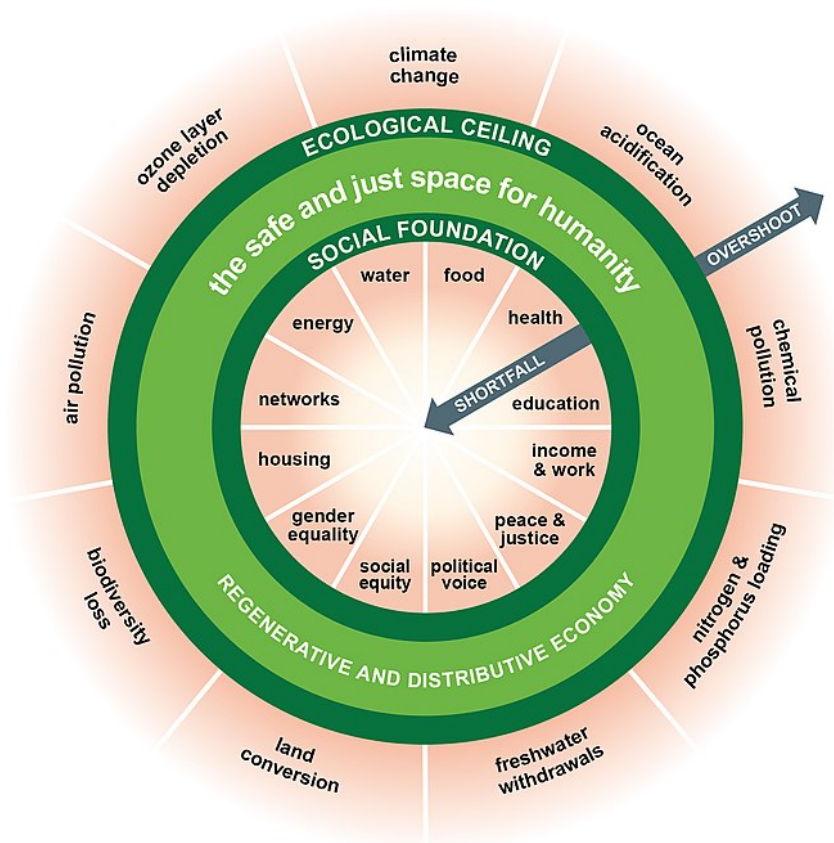 climate
change
ocean
acidification
chemical
pollution
nitrogen &
phosphorus loading
freshwater
withdrawals
land
conversion
biodiversity
loss
air pollution
ozone layer
depletion
OVERSHOOT
ECOLOGICAL CEILING
the safe and just space for humanity
SOCIAL FOUNDATION
water
food
energy
health
SHORTFALL
networks
education
housing
income
& work
gender
equality
peace &
justice
social
equity
political
voice
REGENERATIVE AND DISTRIBUTIVE ECONOMY